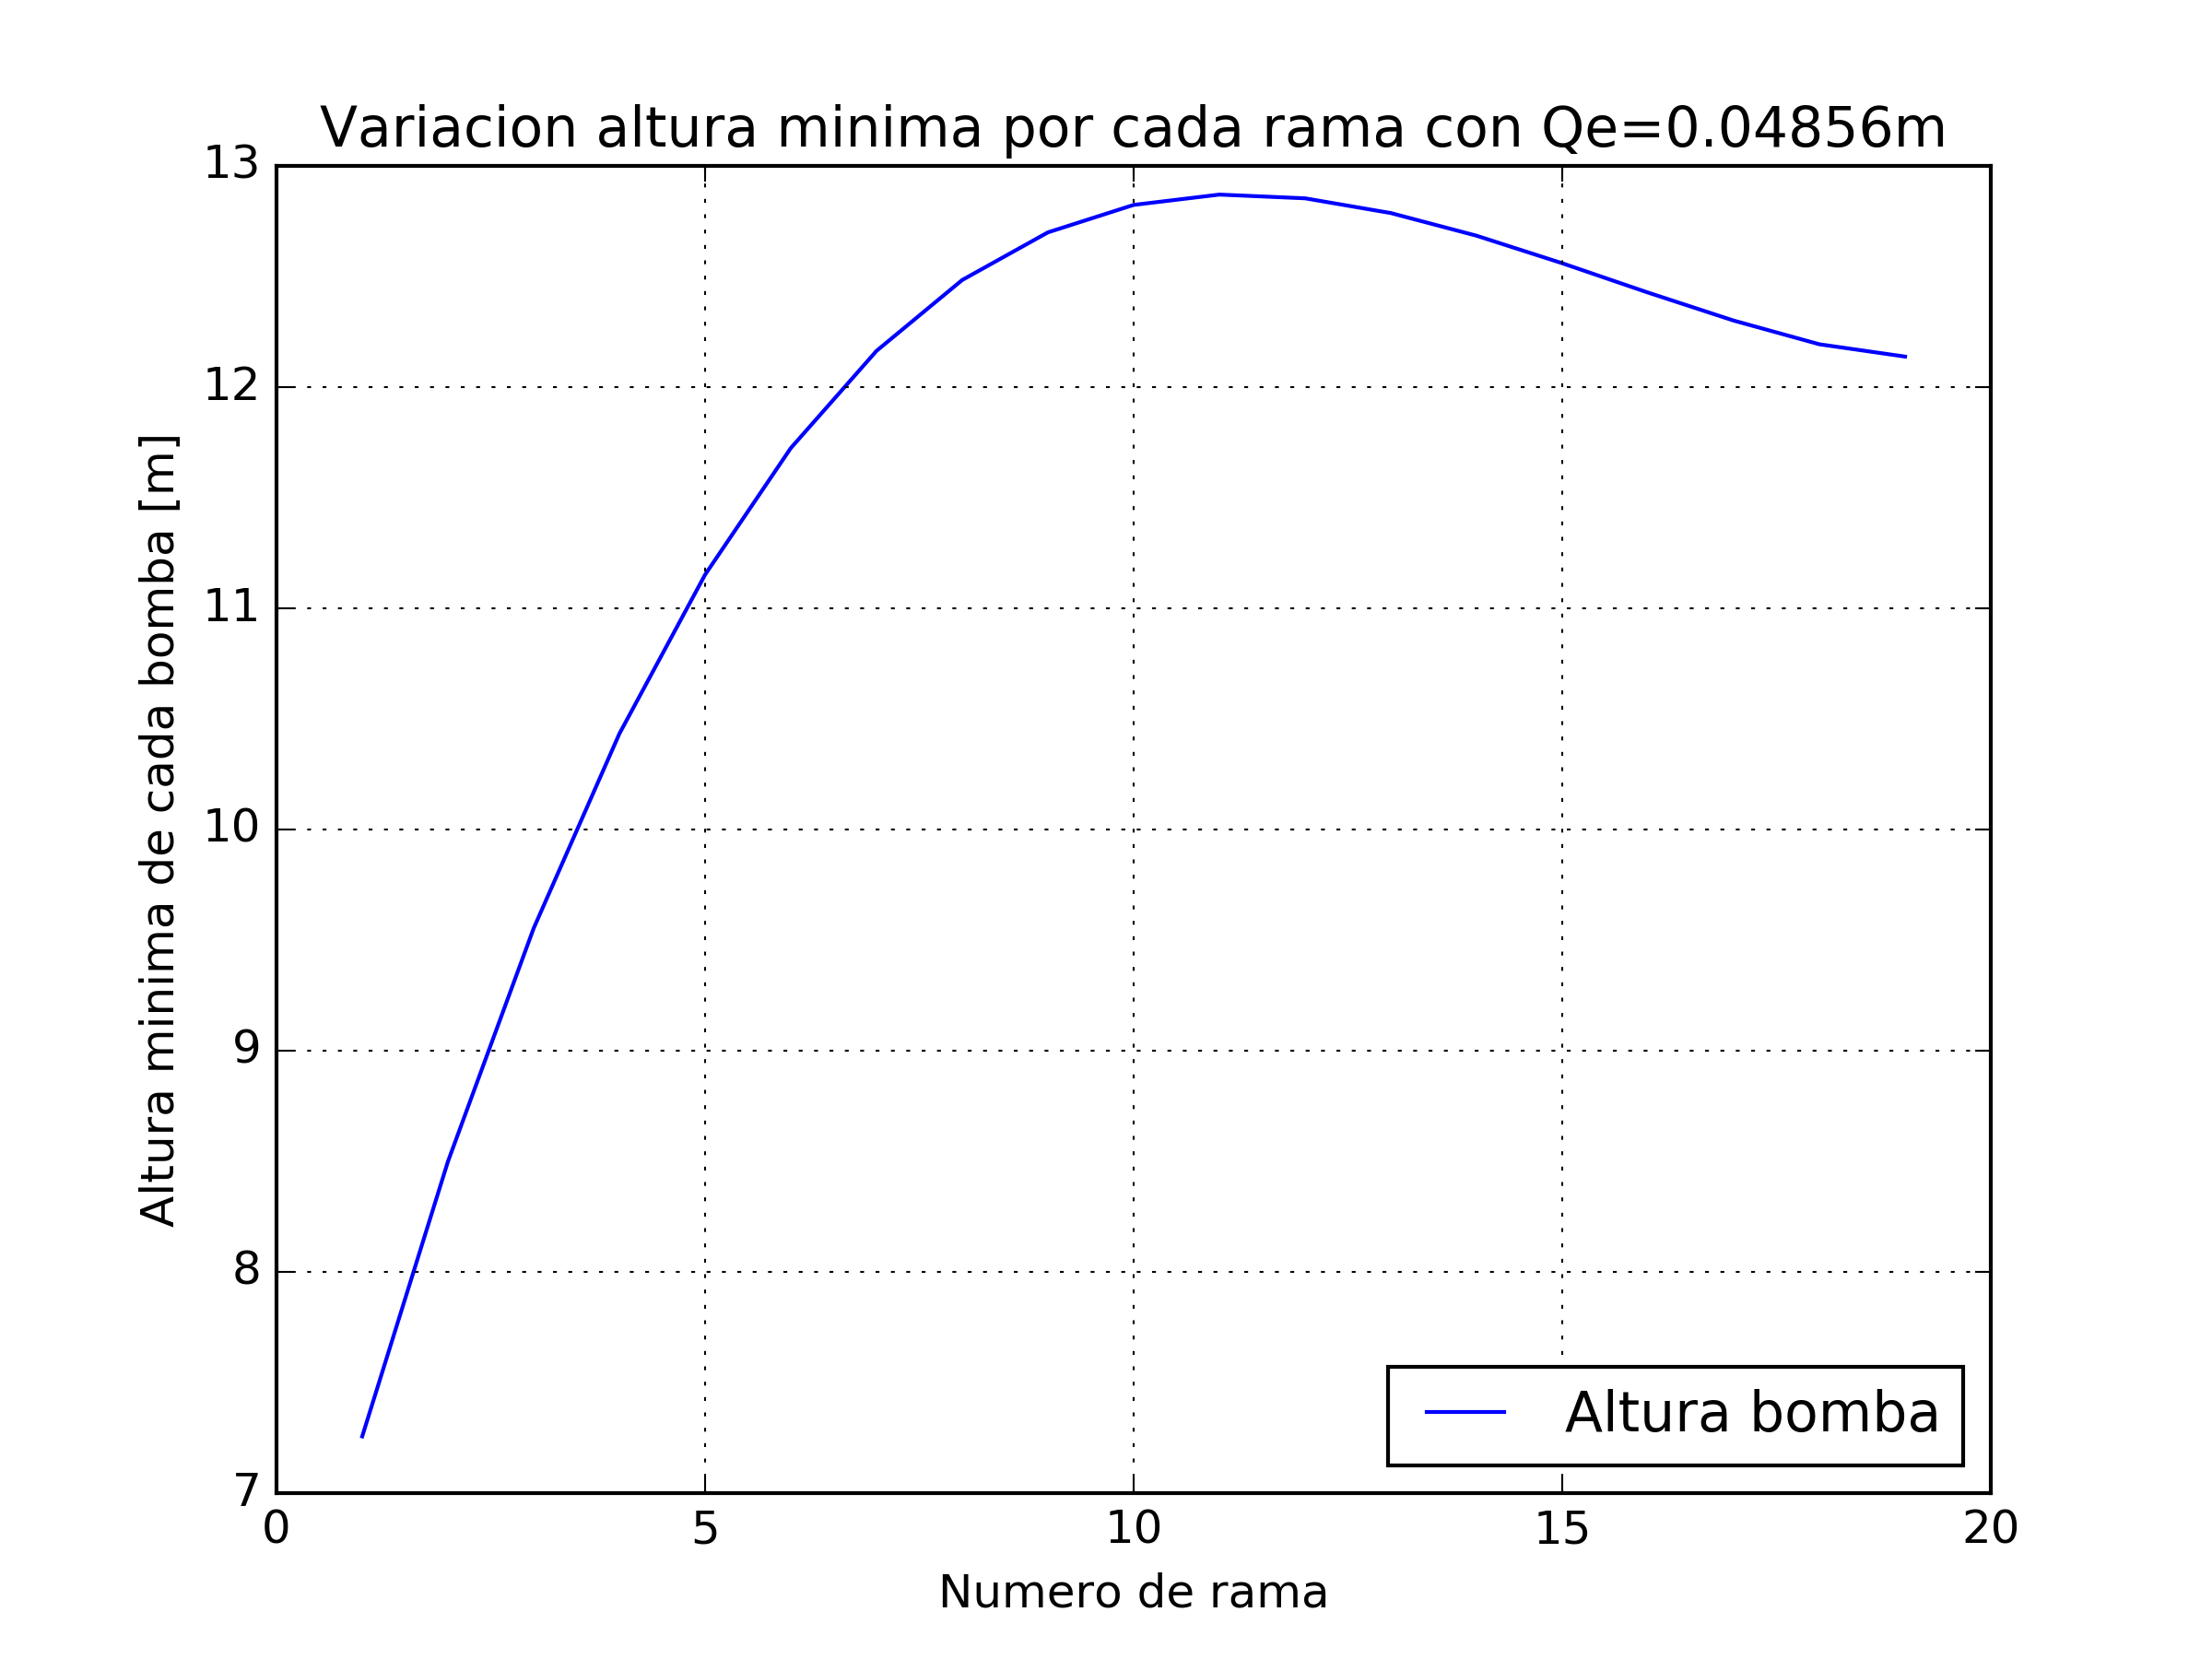 Variacion altura minima por cada rama con Qe=0.04856m
13
12
11
10
9
8
7
Altura minima de cada bomba [m]
Altura bomba
0 5 10 15 20
Numero de rama